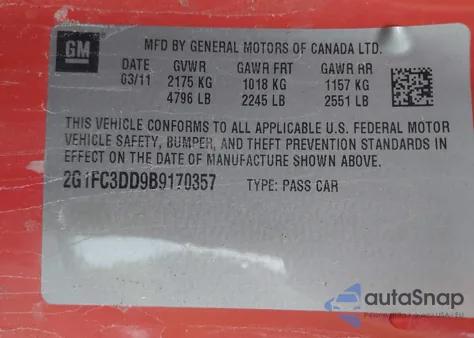 GM
MFD BY GENERAL MOTORS OF CANADA LTD.
DATE GVWR GAWR FRT GAWR RR
03/11 2175 KG 1018 KG 1157 KG
4796 LB 2245 LB 2551 LB
THIS VEHICLE CONFORMS TO ALL APPLICABLE U.S. FEDERAL MOTOR
VEHICLE SAFETY, BUMPER, AND THEFT PREVENTION STANDARDS IN
EFFECT ON THE DATE OF MANUFACTURE SHOWN ABOVE.
2G1FC3DD9B9170357 TYPE: PASS CAR
autoSnap